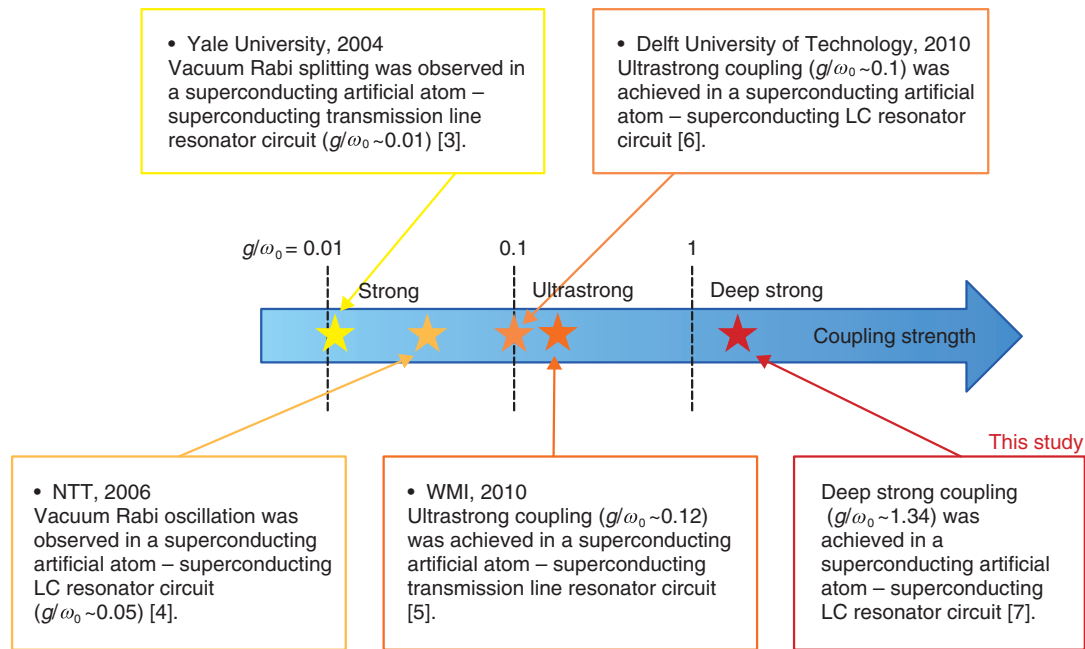 • Yale University, 2004
Vacuum Rabi splitting was observed in
a superconducting artificial atom –
superconducting transmission line
resonator circuit (g/ω₀ ~0.01) [3].
• Delft University of Technology, 2010
Ultrastrong coupling (g/ω₀ ~0.1) was
achieved in a superconducting artificial
atom – superconducting LC resonator
circuit [6].
g/ω₀ = 0.01
0.1
1
Strong
Ultrastrong
Deep strong
Coupling strength
This study
• NTT, 2006
Vacuum Rabi oscillation was
observed in a superconducting
artificial atom – superconducting
LC resonator circuit
(g/ω₀ ~0.05) [4].
• WMI, 2010
Ultrastrong coupling (g/ω₀ ~0.12)
was achieved in a superconducting
artificial atom – superconducting
transmission line resonator circuit
[5].
Deep strong coupling
(g/ω₀ ~1.34) was
achieved in a
superconducting artificial
atom – superconducting
LC resonator circuit [7].